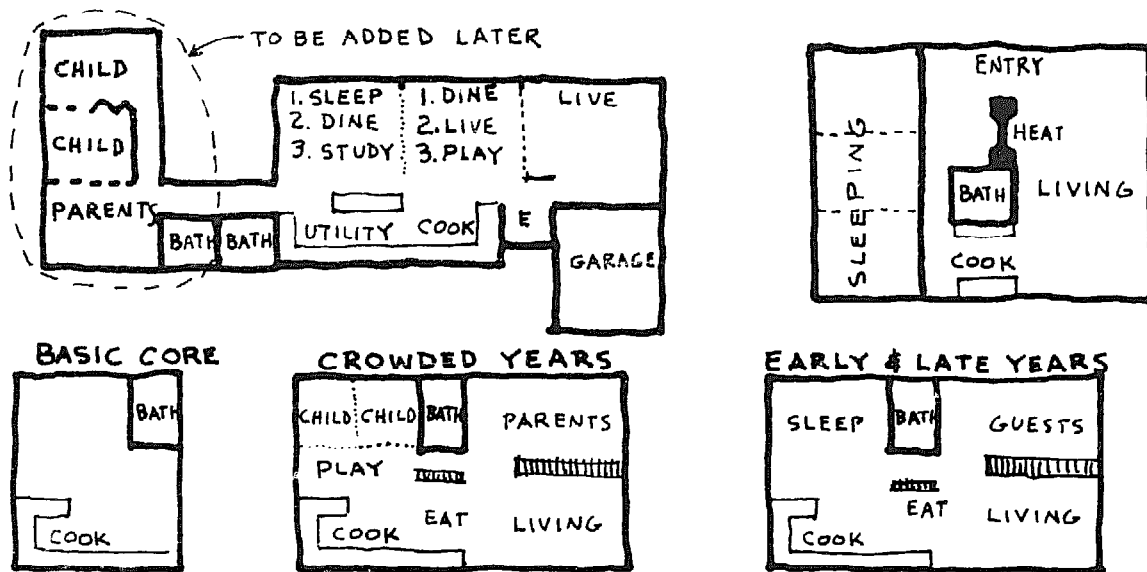 TO BE ADDED LATER
CHILD
CHILD
PARENTS
BATH
BATH
1. SLEEP
2. DINE
3. STUDY
1. DINE
2. LIVE
3. PLAY
LIVE
UTILITY
COOK
E
GARAGE
ENTRY
HEAT
SLEEPING
BATH
LIVING
COOK
BASIC CORE
BATH
COOK
CROWDED YEARS
CHILD
CHILD
BATH
PARENTS
PLAY
EAT
LIVING
COOK
EARLY & LATE YEARS
SLEEP
BATH
GUESTS
EAT
LIVING
COOK